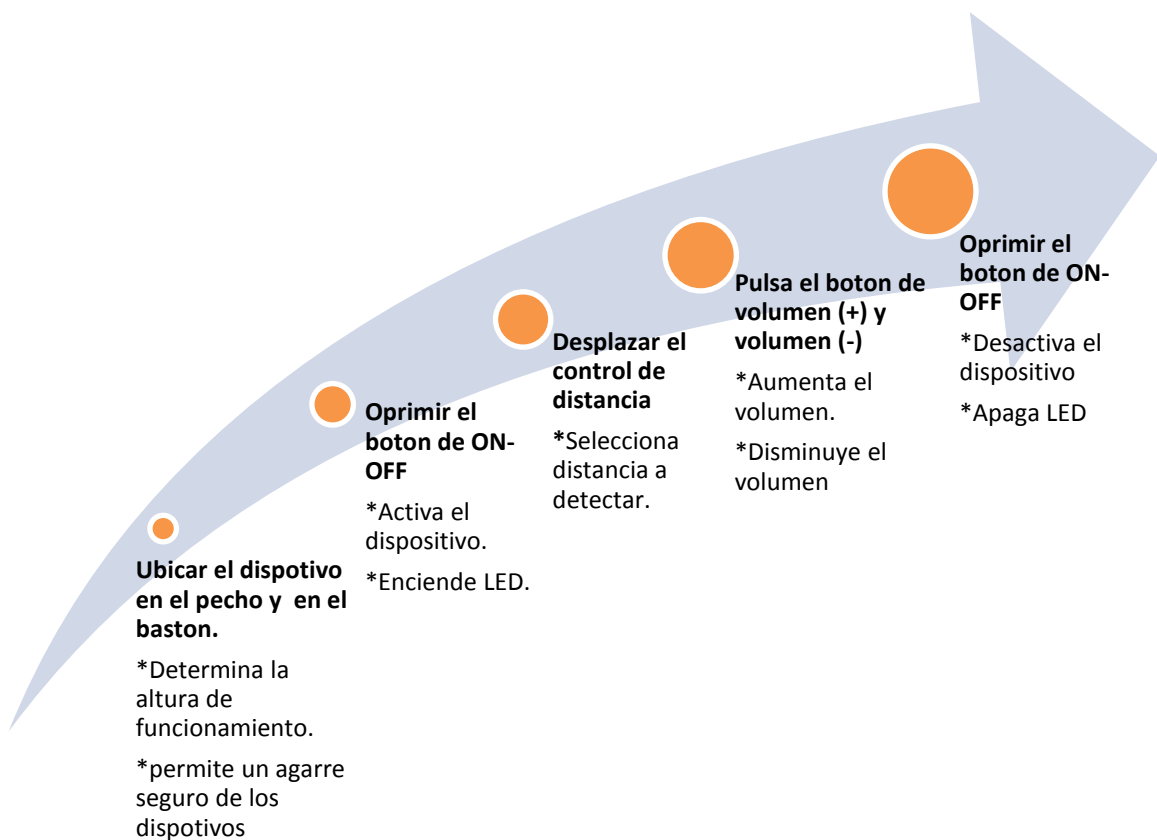 Ubicar el dispotivo
en el pecho y en el
baston.
*Determina la
altura de
funcionamiento.
*permite un agarre
seguro de los
dispotivos
Oprimir el
boton de ON-
OFF
*Activa el
dispositivo.
*Enciende LED.
Desplazar el
control de
distancia
*Selecciona
distancia a
detectar.
Pulsa el boton de
volumen (+) y
volumen (-)
*Aumenta el
volumen.
*Disminuye el
volumen
Oprimir el
boton de ON-
OFF
*Desactiva el
dispositivo
*Apaga LED